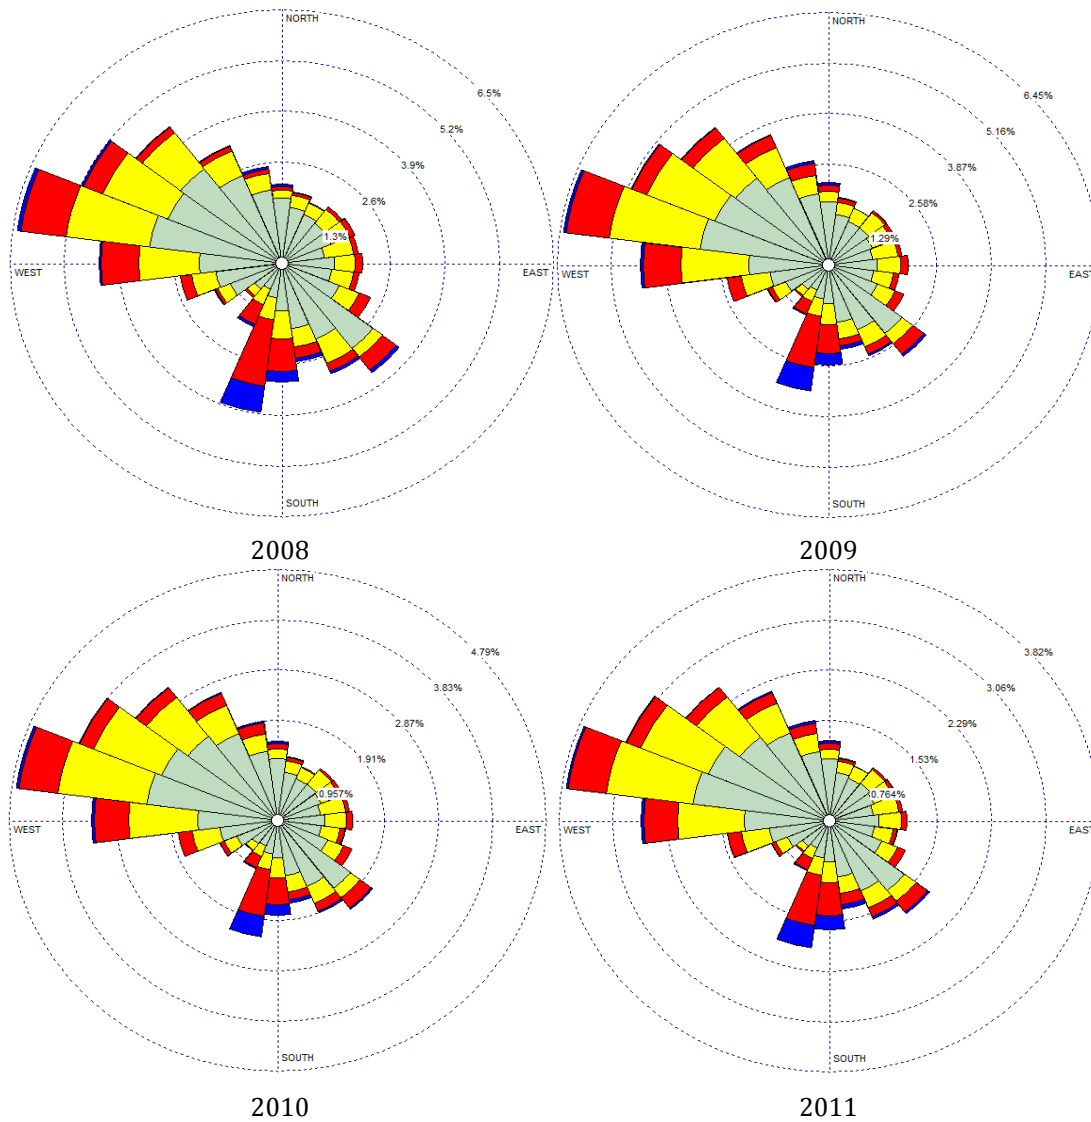 NORTH
6.5%
5.2%
3.9%
2.6%
1.3%
WEST
EAST
SOUTH
2008
NORTH
6.45%
5.16%
3.87%
2.58%
1.29%
WEST
EAST
SOUTH
2009
NORTH
4.79%
3.83%
2.87%
1.91%
0.957%
WEST
EAST
SOUTH
2010
NORTH
3.82%
3.06%
2.29%
1.53%
0.764%
WEST
EAST
SOUTH
2011